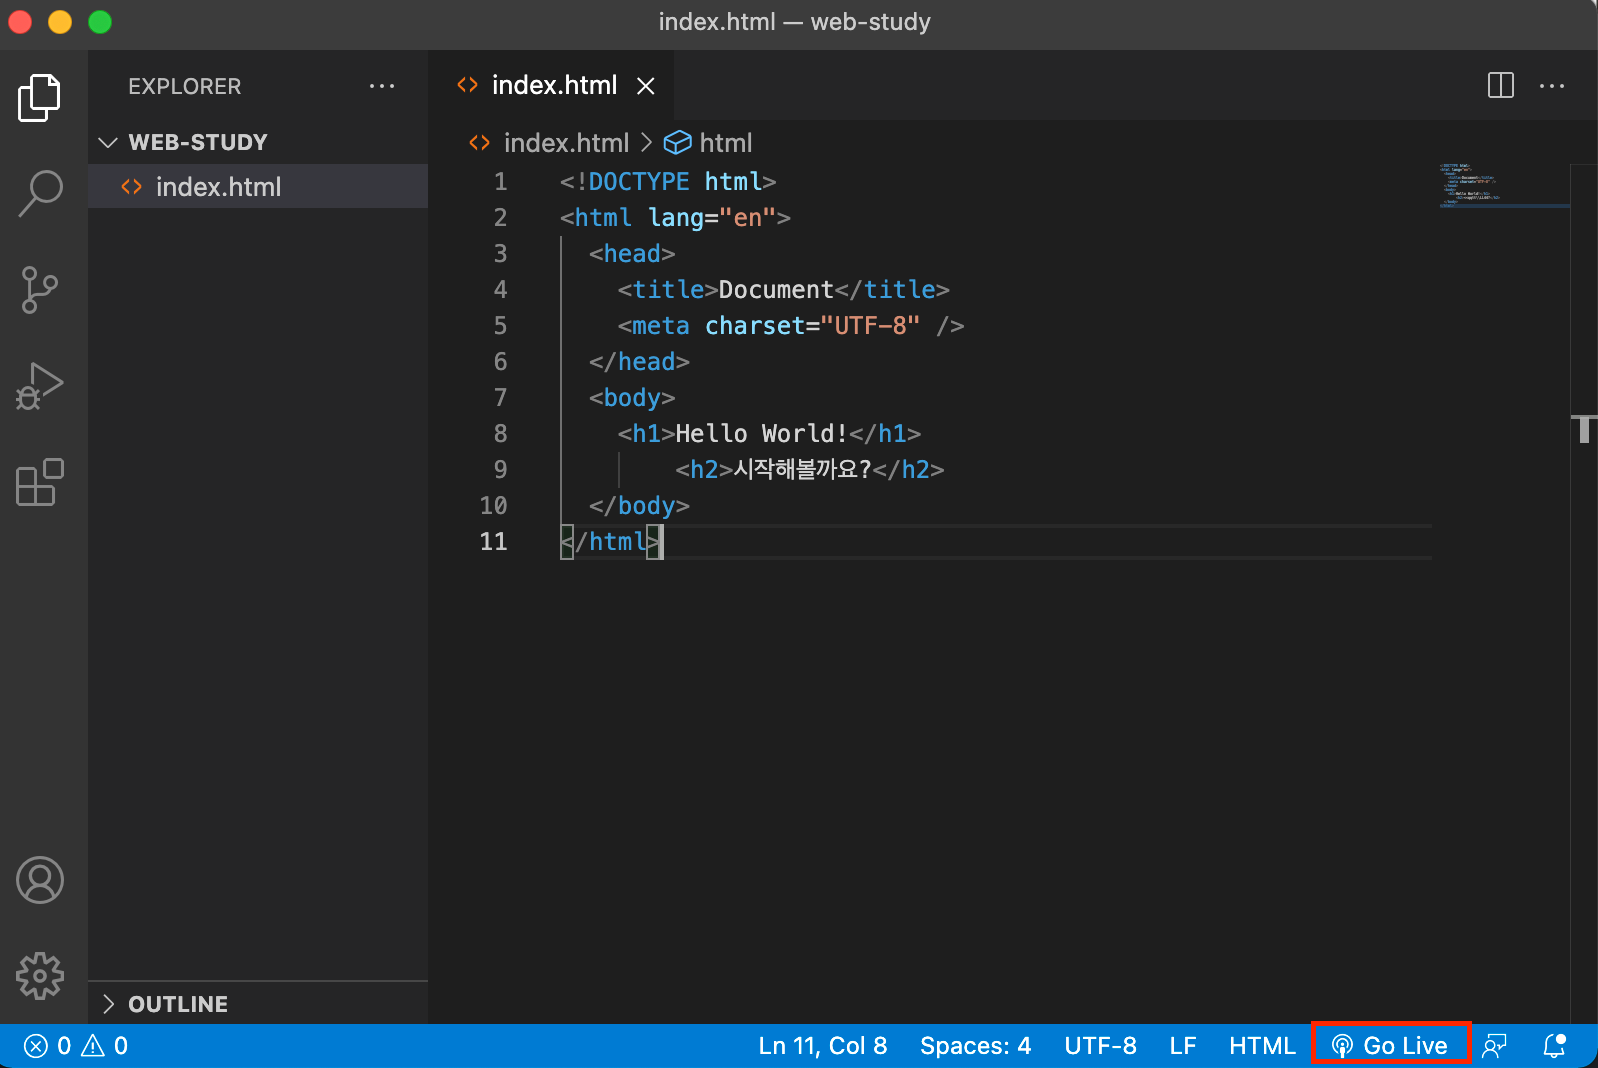 index.html — web-study
EXPLORER ···
index.html
WEB-STUDY
index.html
index.html > html
1 <!DOCTYPE html>
2 <html lang="en">
3 <head>
4 <title>Document</title>
5 <meta charset="UTF-8" />
6 </head>
7 <body>
8 <h1>Hello World!</h1>
9 <h2>시작해볼까요?</h2>
10 </body>
11 </html>
OUTLINE
0 0 Ln 11, Col 8 Spaces: 4 UTF-8 LF HTML Go Live